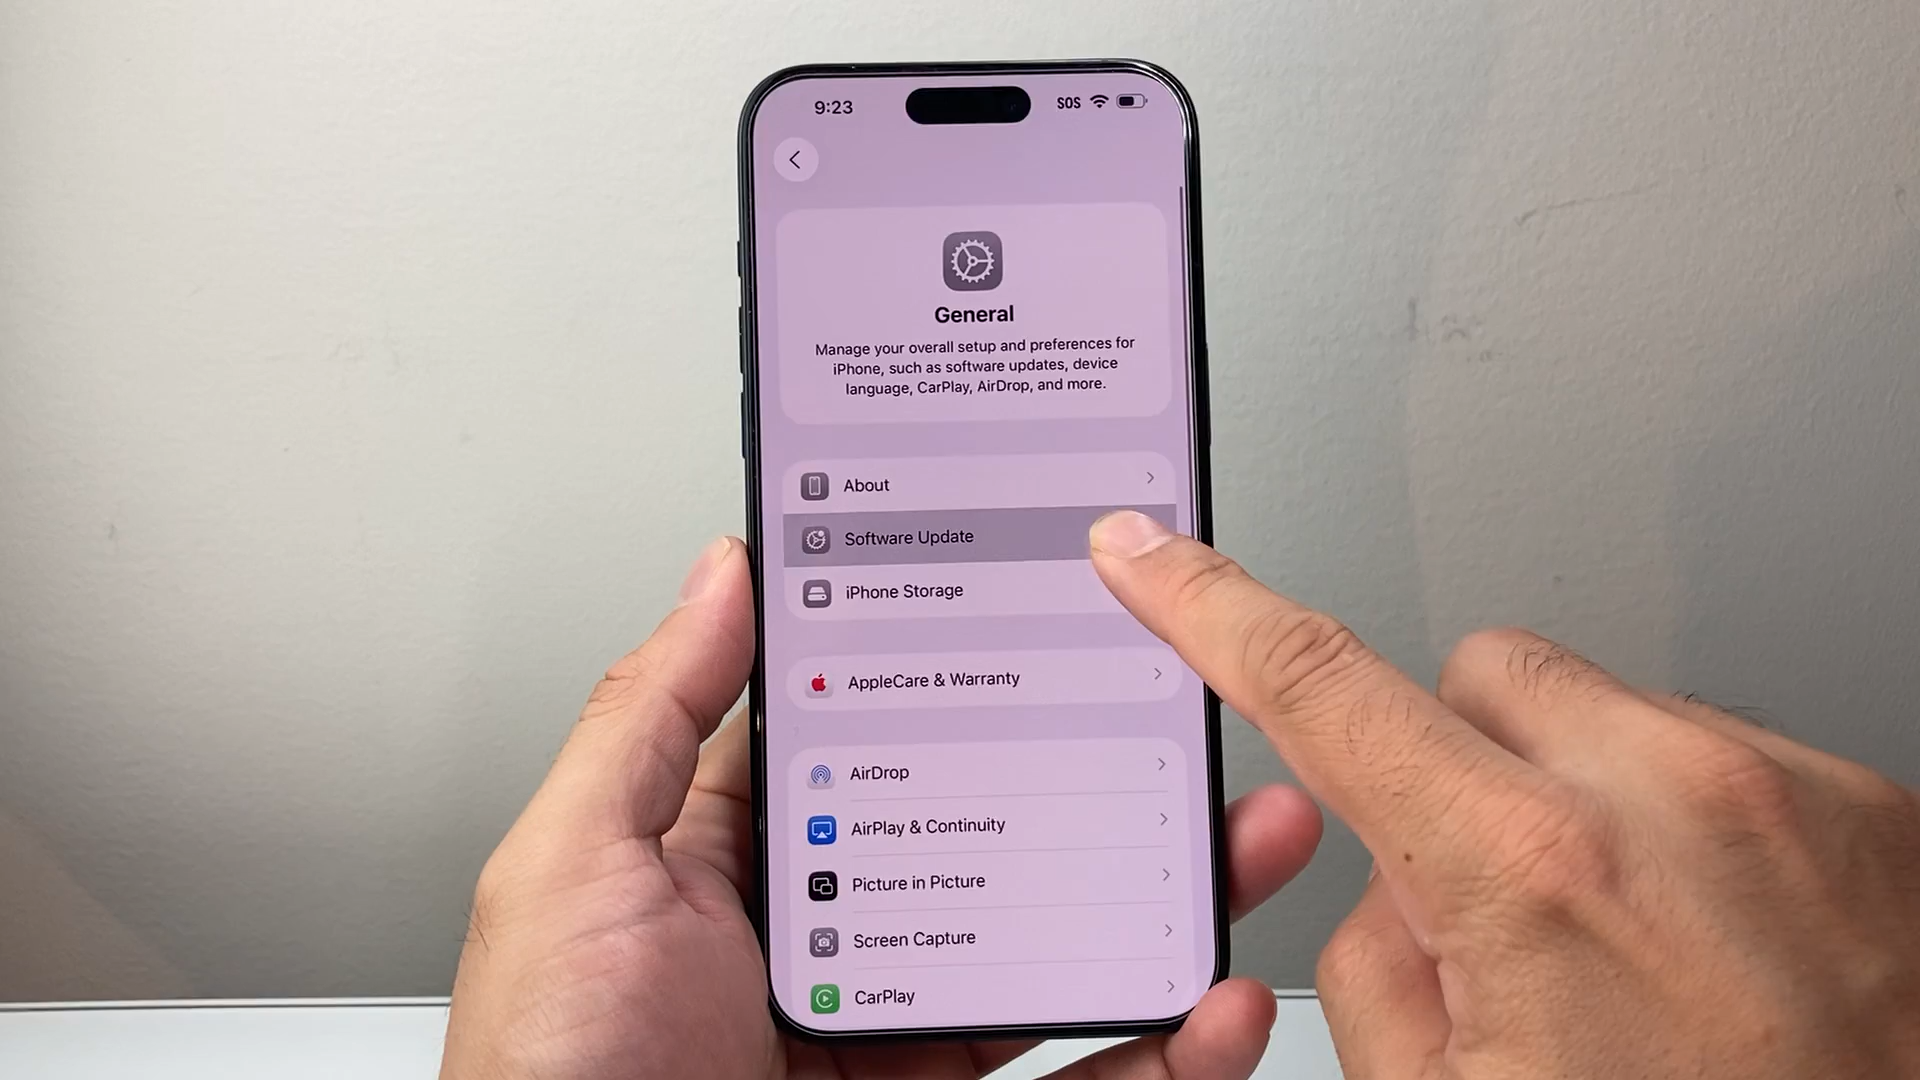 9:23
SOS
General
Manage your overall setup and preferences for
iPhone, such as software updates, device
language, CarPlay, AirDrop, and more.
About
Software Update
iPhone Storage
AppleCare & Warranty
AirDrop
AirPlay & Continuity
Picture in Picture
Screen Capture
CarPlay